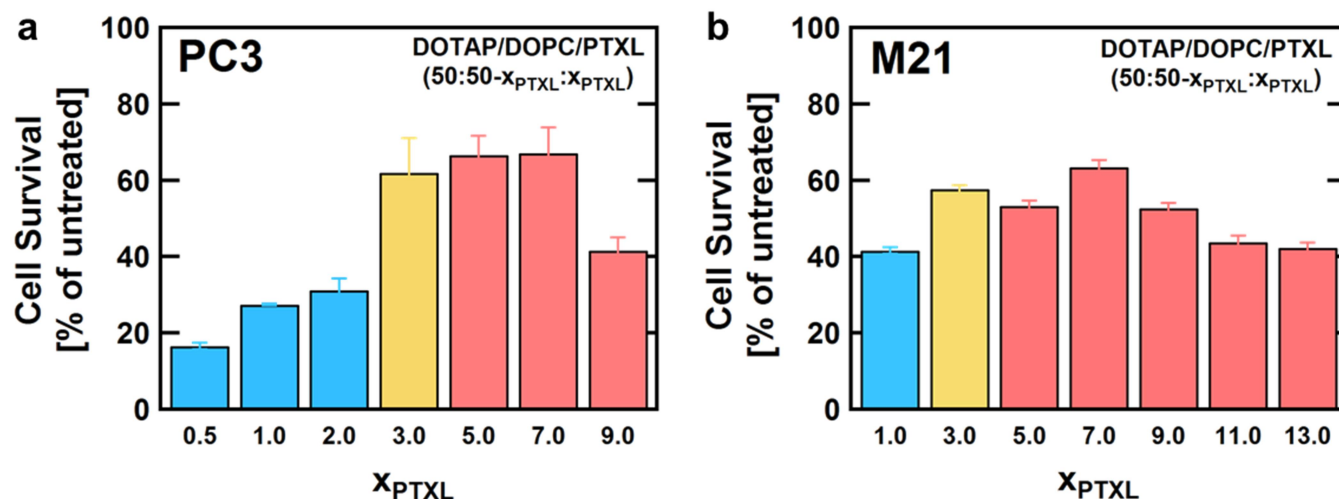 a
PC3
DOTAP/DOPC/PTXL
(50:50-xPTXL:xPTXL)
Cell Survival
[% of untreated]
100
80
60
40
20
0
0.5 1.0 2.0 3.0 5.0 7.0 9.0
xPTXL
b
M21
DOTAP/DOPC/PTXL
(50:50-xPTXL:xPTXL)
Cell Survival
[% of untreated]
100
80
60
40
20
0
1.0 3.0 5.0 7.0 9.0 11.0 13.0
xPTXL